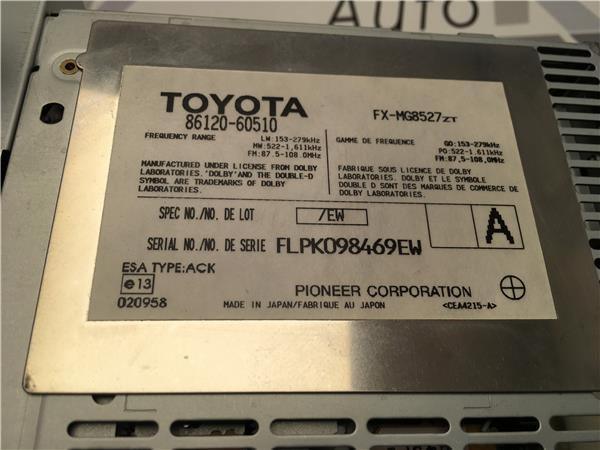 AUTO
TOYOTA
86120-60510
FX-MG8527ZT
FREQUENCY RANGE LW:153-279kHz
MW:522-1,611kHz
FM:87.5-108.0MHz
GAMME DE FREQUENCE GO:153-279kHz
PO:522-1.611kHz
FM:87,5-108,0MHz
MANUFACTURED UNDER LICENSE FROM DOLBY
LABORATORIES. 'DOLBY' AND THE DOUBLE-D
SYMBOL ARE TRADEMARKS OF DOLBY
LABORATORIES.
FABRIQUE SOUS LICENCE DE DOLBY
LABORATORIES. DOLBY ET LE SYMBOLE
DOUBLE D SONT DES MARQUES DE COMMERCE DE
DOLBY LABORATORIES.
SPEC NO./NO. DE LOT /EW
A
SERIAL NO./NO. DE SERIE FLPK098469EW
ESA TYPE:ACK
e13
020958
PIONEER CORPORATION
MADE IN JAPAN/FABRIQUE AU JAPON
<CEA4215-A>